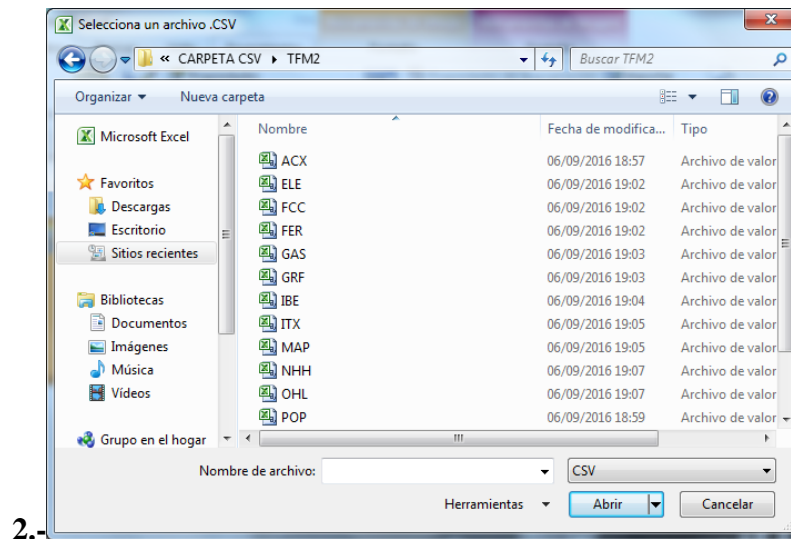 Selecciona un archivo .CSV
« CARPETA CSV TFM2
Buscar TFM2
Organizar
Nueva carpeta
Microsoft Excel
Favoritos
Descargas
Escritorio
Sitios recientes
Bibliotecas
Documentos
Imágenes
Música
Vídeos
Grupo en el hogar
Nombre Fecha de modifica... Tipo
ACX 06/09/2016 18:57 Archivo de valor
ELE 06/09/2016 19:02 Archivo de valor
FCC 06/09/2016 19:02 Archivo de valor
FER 06/09/2016 19:02 Archivo de valor
GAS 06/09/2016 19:03 Archivo de valor
GRF 06/09/2016 19:03 Archivo de valor
IBE 06/09/2016 19:04 Archivo de valor
ITX 06/09/2016 19:05 Archivo de valor
MAP 06/09/2016 19:05 Archivo de valor
NHH 06/09/2016 19:07 Archivo de valor
OHL 06/09/2016 19:07 Archivo de valor
POP 06/09/2016 18:59 Archivo de valor
Nombre de archivo:
CSV
Herramientas
Abrir
Cancelar
2.-